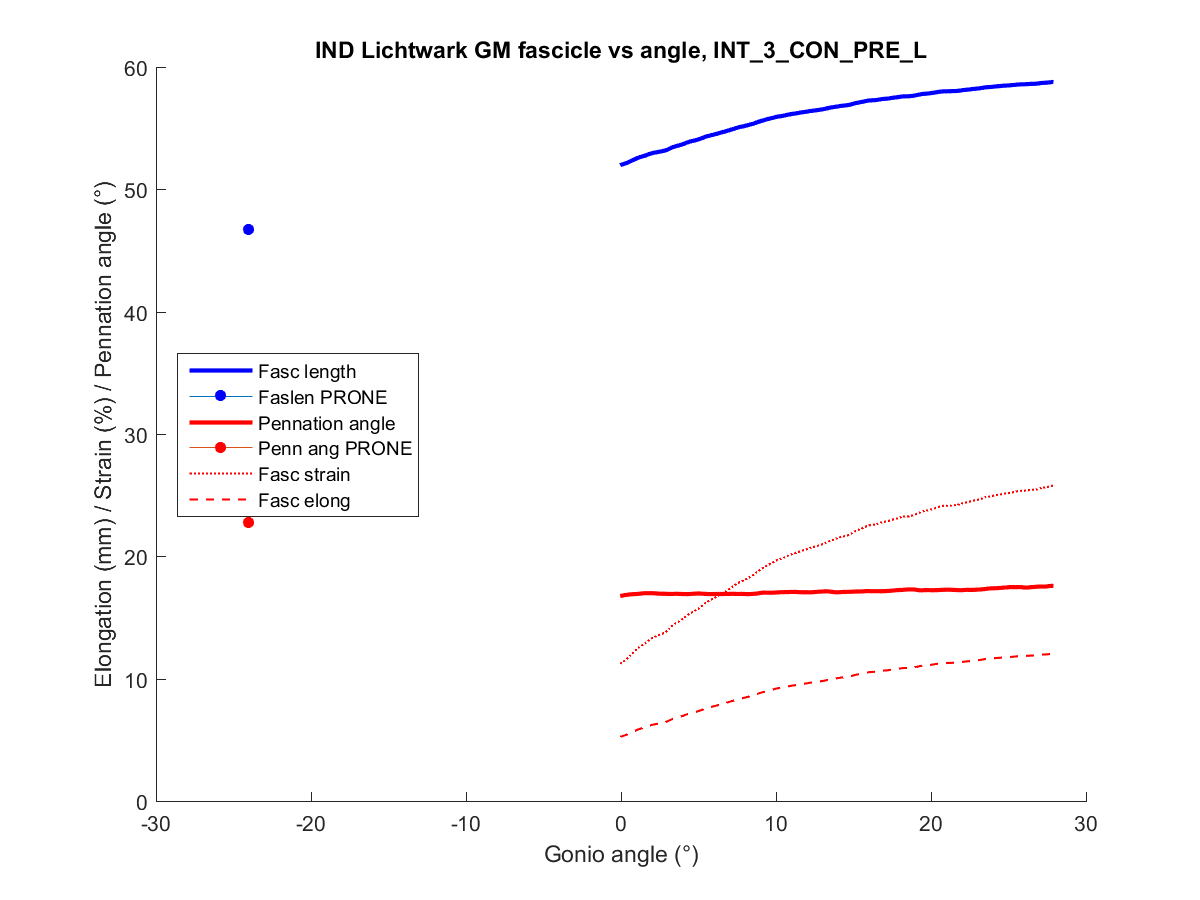 IND Lichtwark GM fascicle vs angle, INT_3_CON_PRE_L
Elongation (mm) / Strain (%) / Pennation angle (°)
60
50
40
30
20
10
0
Fasc length
Faslen PRONE
Pennation angle
Penn ang PRONE
Fasc strain
Fasc elong
-30
-20
-10
0
10
20
30
Gonio angle (°)